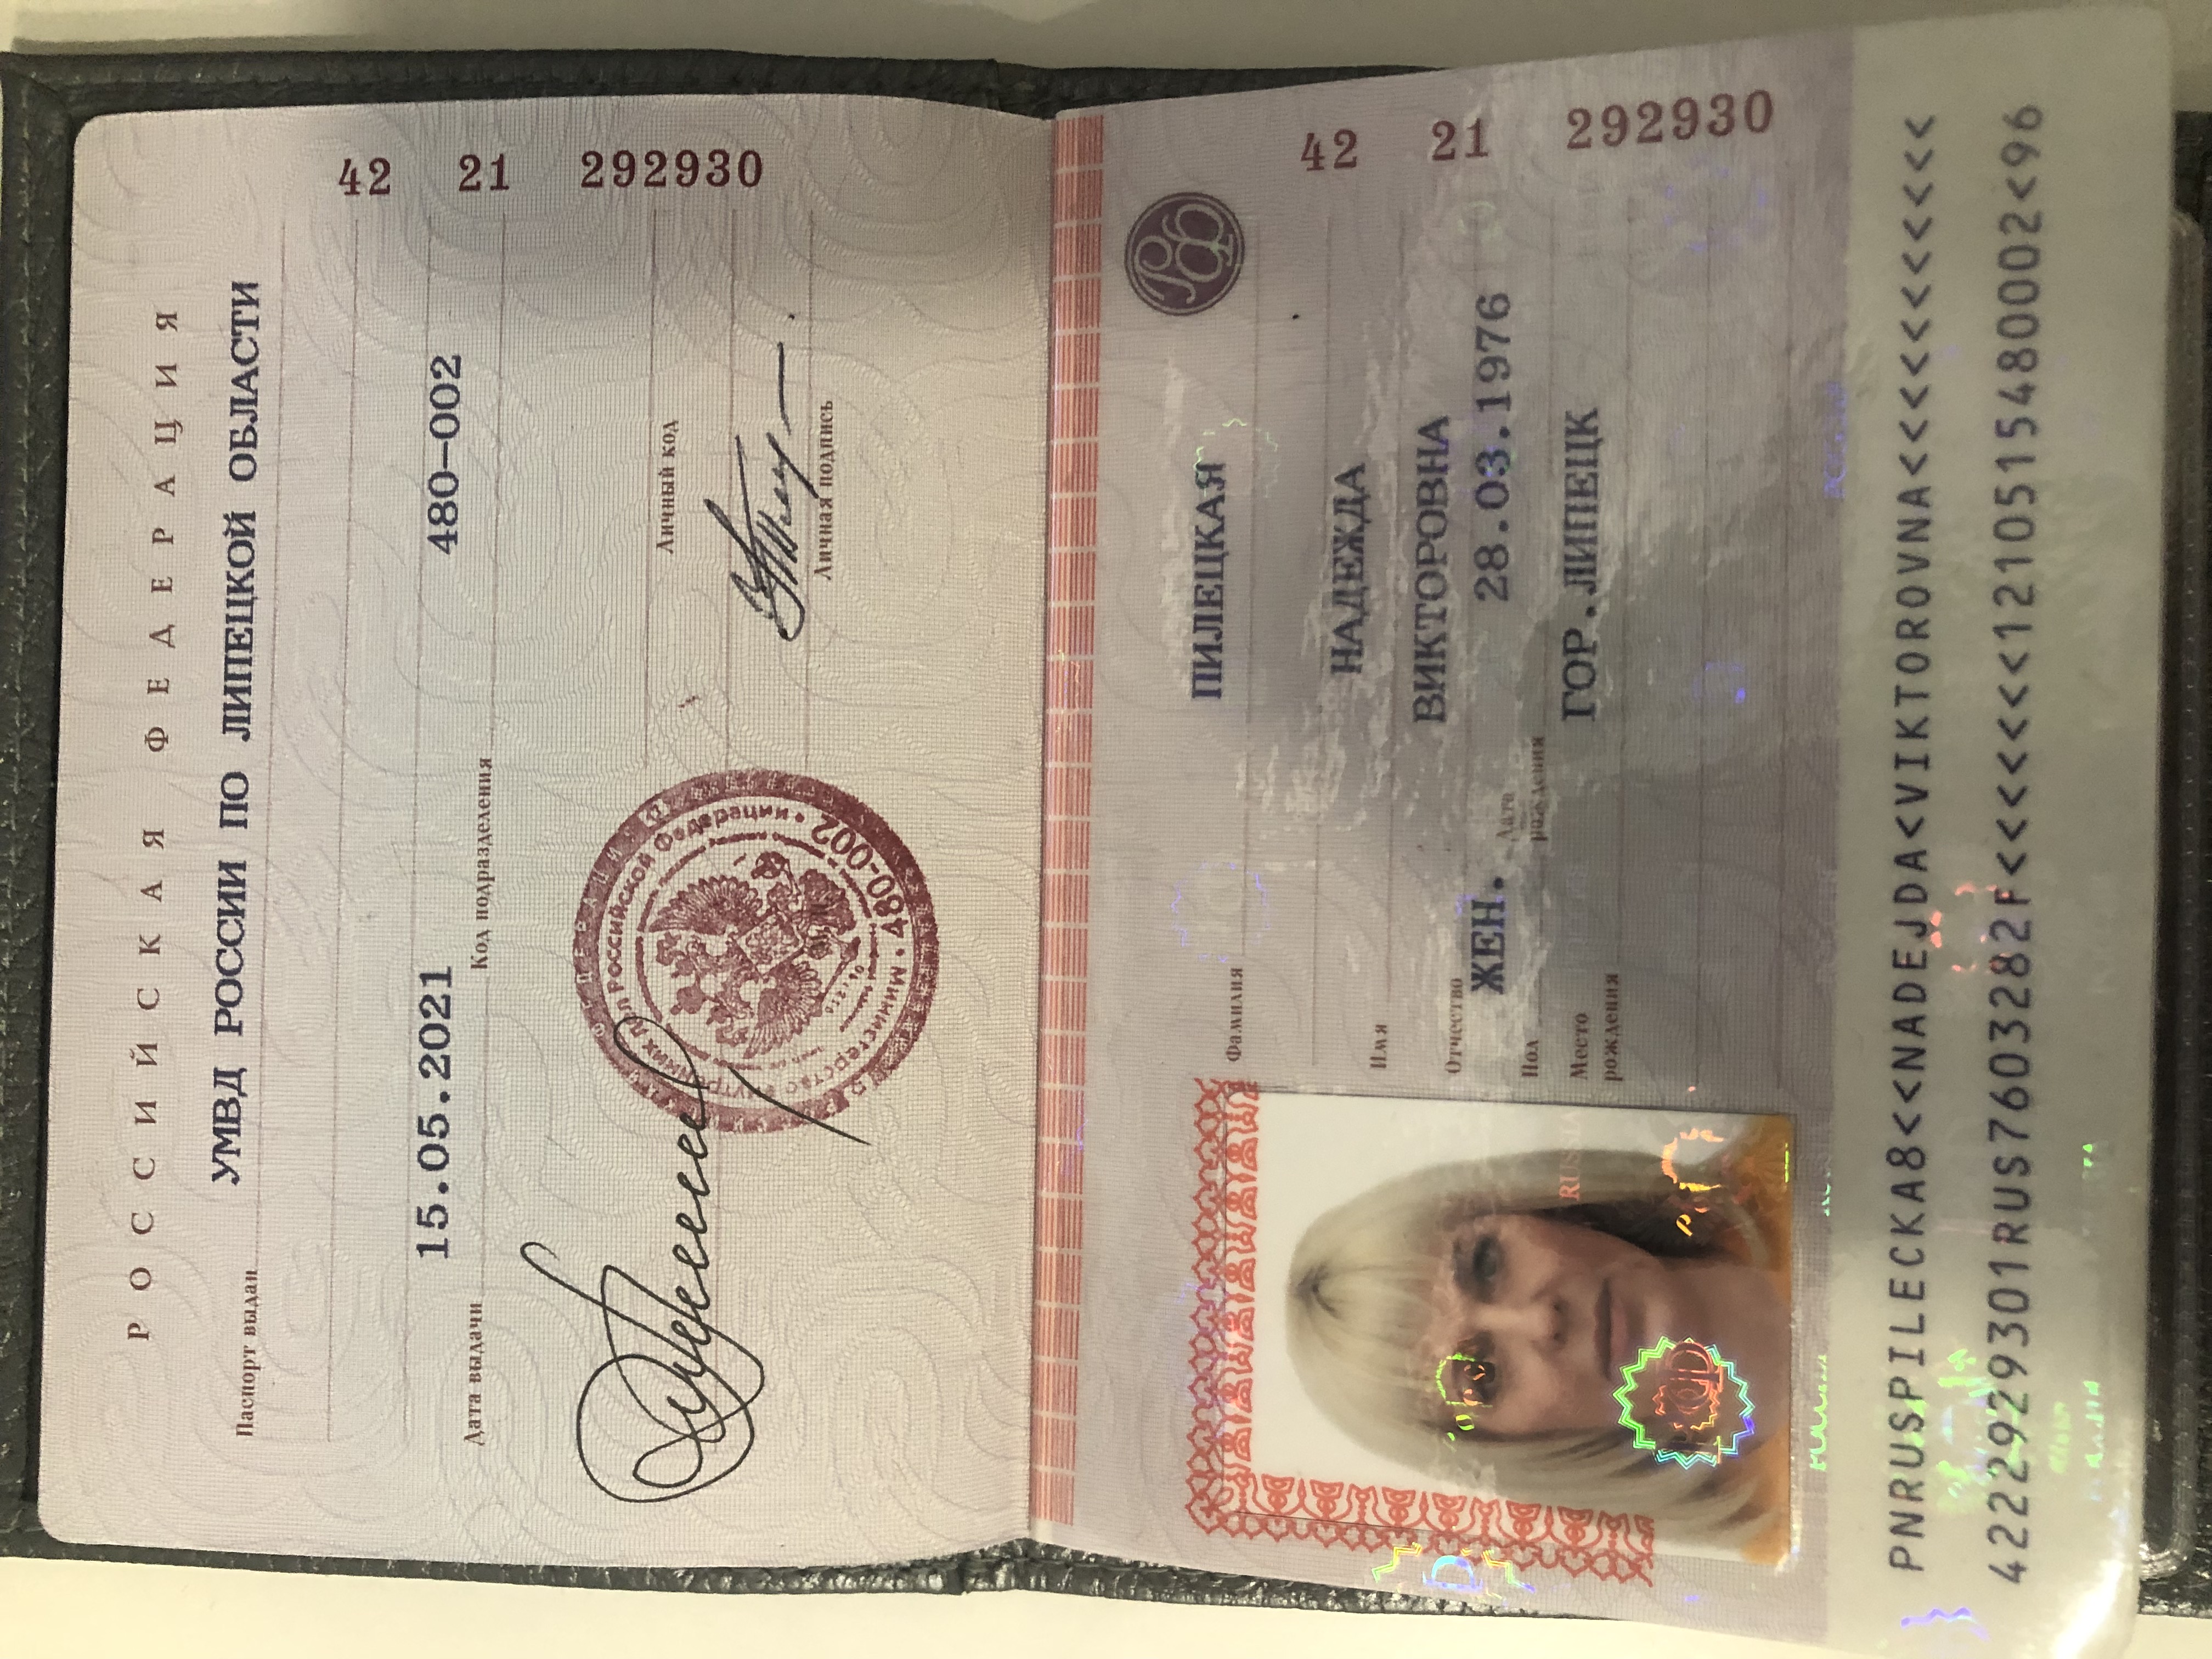 РОССИЙСКАЯ ФЕДЕРАЦИЯ
Паспорт выдан УМВД РОССИИ ПО ЛИПЕЦКОЙ ОБЛАСТИ
Дата выдачи 15.05.2021 Код подразделения 480-002
Личный код
Личная подпись
Министерство внутренних дел Российской Федерации • 480-002 •
42 21 292930
Фамилия ПИЛЕЦКАЯ
Имя НАДЕЖДА
Отчество ВИКТОРОВНА
Пол ЖЕН. Дата рождения 28.03.1976
Место рождения ГОР.ЛИПЕЦК
42 21 292930
RUSSIA
РФ
РОССИЯ
PNRUSPILECKA8<<NADEJDA<VIKTOROVNA<<<<<<<<<<<
4222929301RUS7603282F<<<<<<<1210515480002<96